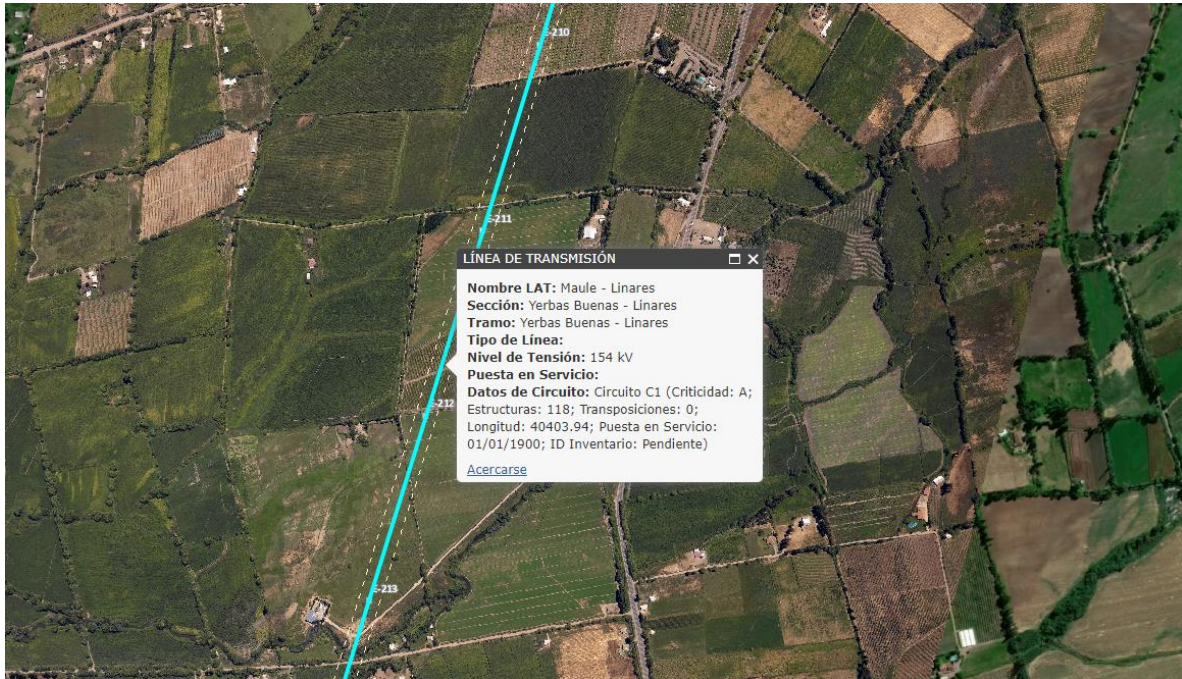 E-210
E-211
LÍNEA DE TRANSMISIÓN
Nombre LAT: Maule - Linares
Sección: Yerbas Buenas - Linares
Tramo: Yerbas Buenas - Linares
Tipo de Línea:
Nivel de Tensión: 154 kV
Puesta en Servicio:
Datos de Circuito: Circuito C1 (Criticidad: A;
Estructuras: 118; Transposiciones: 0;
Longitud: 40403.94; Puesta en Servicio:
01/01/1900; ID Inventario: Pendiente)
Acercarse
E-212
E-213